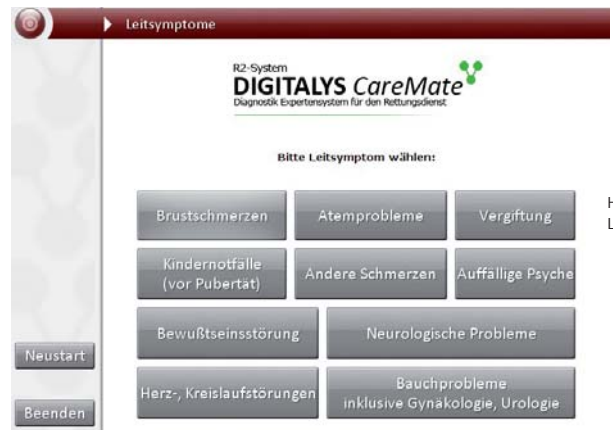 Leitsymptome
R2-System
DIGITALYS CareMate
Diagnostik Expertensystem für den Rettungsdienst
Bitte Leitsymptom wählen:
Brustschmerzen
Atemprobleme
Vergiftung
Kindernotfälle
(vor Pubertät)
Andere Schmerzen
Auffällige Psyche
Bewußtseinsstörung
Neurologische Probleme
Herz-, Kreislaufstörungen
Bauchprobleme
inklusive Gynäkologie, Urologie
Neustart
Beenden
H
L